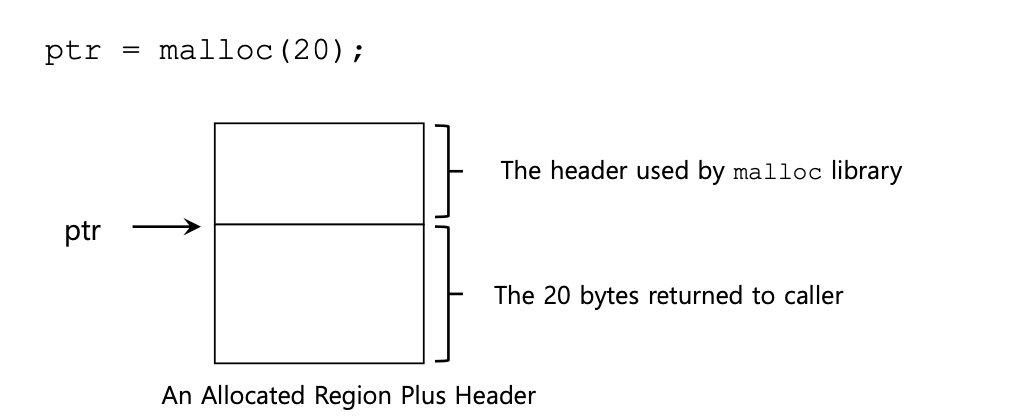 ptr = malloc(20);
The header used by malloc library
ptr
The 20 bytes returned to caller
An Allocated Region Plus Header